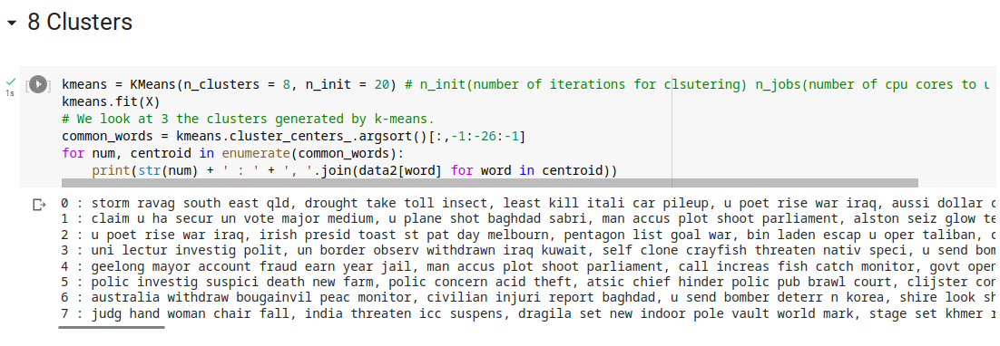 8 Clusters
1s
kmeans = KMeans(n_clusters = 8, n_init = 20) # n_init(number of iterations for clsutering) n_jobs(number of cpu cores to u
kmeans.fit(X)
# We look at 3 the clusters generated by k-means.
common_words = kmeans.cluster_centers_.argsort()[:,-1:-26:-1]
for num, centroid in enumerate(common_words):
    print(str(num) + ' : ' + ', '.join(data2[word] for word in centroid))
0 : storm ravag south east qld, drought take toll insect, least kill itali car pileup, u poet rise war iraq, aussi dollar
1 : claim u ha secur un vote major medium, u plane shot baghdad sabri, man accus plot shoot parliament, alston seiz glow te
2 : u poet rise war iraq, irish presid toast st pat day melbourn, pentagon list goal war, bin laden escap u oper taliban,
3 : uni lectur investig polit, un border observ withdrawn iraq kuwait, self clone crayfish threaten nativ speci, u send bom
4 : geelong mayor account fraud earn year jail, man accus plot shoot parliament, call increas fish catch monitor, govt oper
5 : polic investig suspici death new farm, polic concern acid theft, atsic chief hinder polic pub brawl court, clijster con
6 : australia withdraw bougainvil peac monitor, civilian injuri report baghdad, u send bomber deterr n korea, shire look sh
7 : judg hand woman chair fall, india threaten icc suspens, dragila set new indoor pole vault world mark, stage set khmer